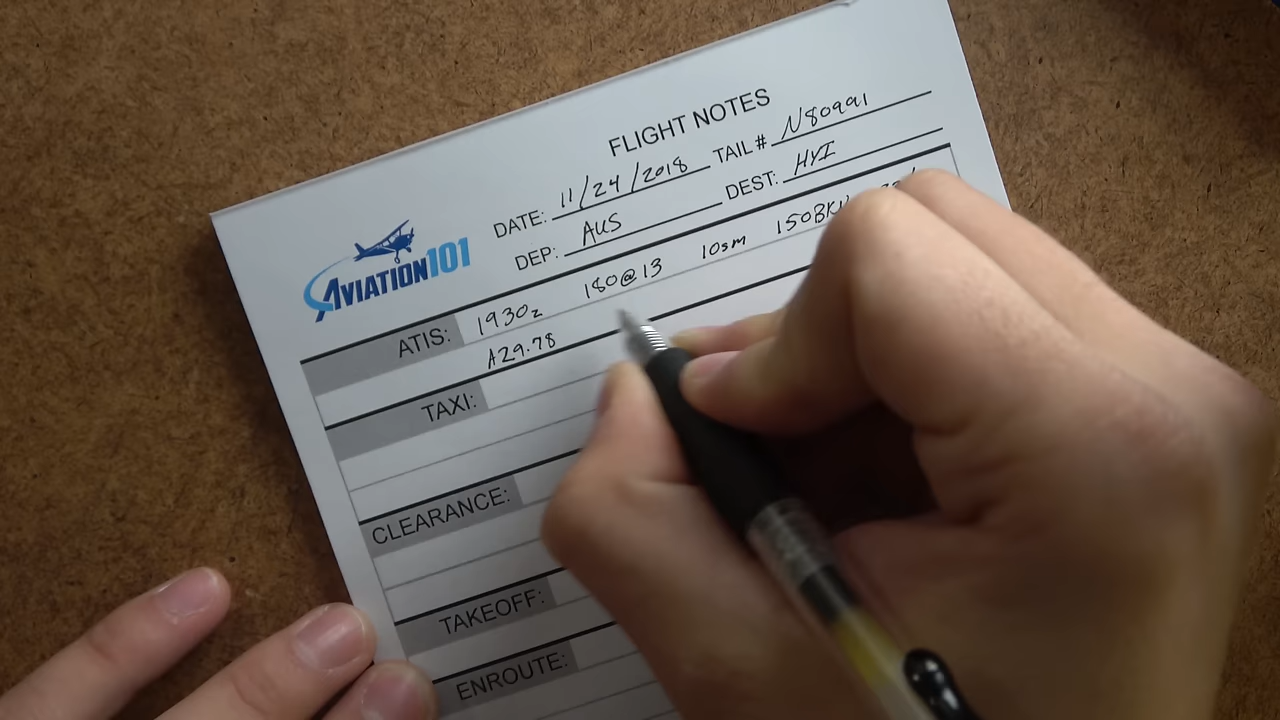 FLIGHT NOTES
DATE: 11/24/2018 TAIL# N80991
DEP: AUS DEST: HYI
AVIATION101
ATIS: 1930z 180@13 10sm 150BKN
A29.78
TAXI:
CLEARANCE:
TAKEOFF:
ENROUTE: